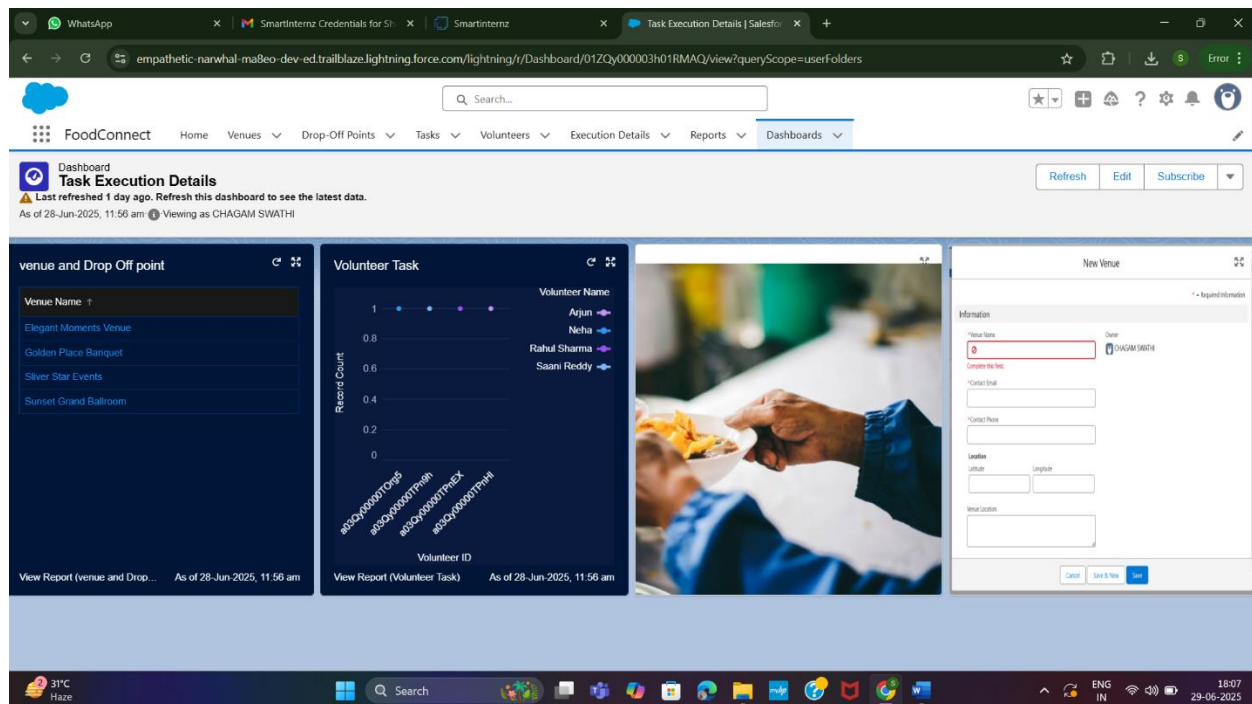 WhatsApp
SmartInternz Credentials for Sh
Smartinternz
Task Execution Details | Salesfor
empathetic-narwhal-ma8eo-dev-ed.trailblaze.lightning.force.com/lightning/r/Dashboard/01ZQy000003h01RMAQ/view?queryScope=userFolders
S
Error
Search...
FoodConnect
Home
Venues
Drop-Off Points
Tasks
Volunteers
Execution Details
Reports
Dashboards
Dashboard
Task Execution Details
Last refreshed 1 day ago. Refresh this dashboard to see the latest data.
As of 28-Jun-2025, 11:56 am Viewing as CHAGAM SWATHI
Refresh
Edit
Subscribe
venue and Drop Off point
Venue Name ↑
Elegant Moments Venue
Golden Place Banquet
Sliver Star Events
Sunset Grand Ballroom
View Report (venue and Drop...
As of 28-Jun-2025, 11:56 am
Volunteer Task
Volunteer Name
Arjun
Neha
Rahul Sharma
Saani Reddy
Record Count
1
0.8
0.6
0.4
0.2
0
a03Qy00000TOrg5
a03Qy00000TPn9h
a03Qy00000TPnEX
a03Qy00000TPnHl
Volunteer ID
View Report (Volunteer Task)
As of 28-Jun-2025, 11:56 am
New Venue
* = Required Information
Information
*Venue Name
Complete this field.
Owner
CHAGAM SWATHI
*Contact Email
*Contact Phone
Location
Latitude
Longitude
Venue Location
Cancel
Save & New
Save
2
31°C
Haze
Search
ENG
IN
18:07
29-06-2025